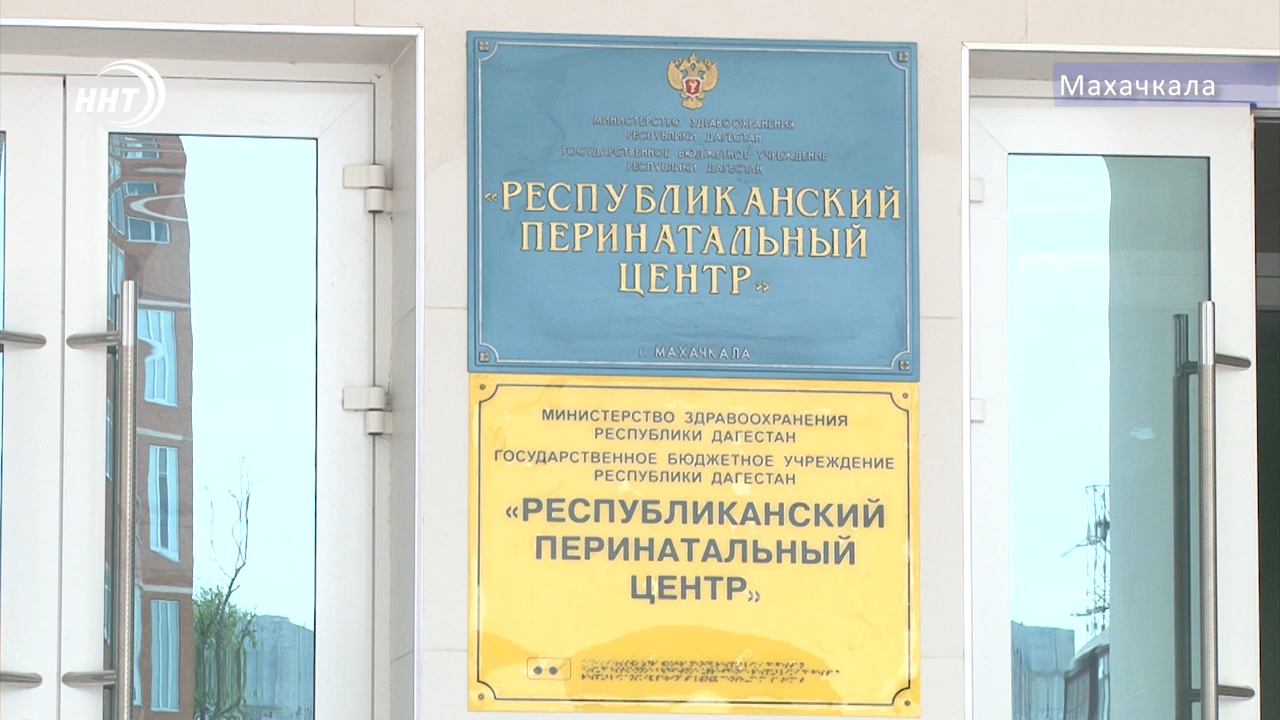 ННТ
Махачкала
МИНИСТЕРСТВО ЗДРАВООХРАНЕНИЯ
РЕСПУБЛИКИ ДАГЕСТАН
ГОСУДАРСТВЕННОЕ БЮДЖЕТНОЕ УЧРЕЖДЕНИЕ
РЕСПУБЛИКИ ДАГЕСТАН
«РЕСПУБЛИКАНСКИЙ
ПЕРИНАТАЛЬНЫЙ
ЦЕНТР»
Г. МАХАЧКАЛА
МИНИСТЕРСТВО ЗДРАВООХРАНЕНИЯ
РЕСПУБЛИКИ ДАГЕСТАН
ГОСУДАРСТВЕННОЕ БЮДЖЕТНОЕ УЧРЕЖДЕНИЕ
РЕСПУБЛИКИ ДАГЕСТАН
«РЕСПУБЛИКАНСКИЙ
ПЕРИНАТАЛЬНЫЙ
ЦЕНТР»